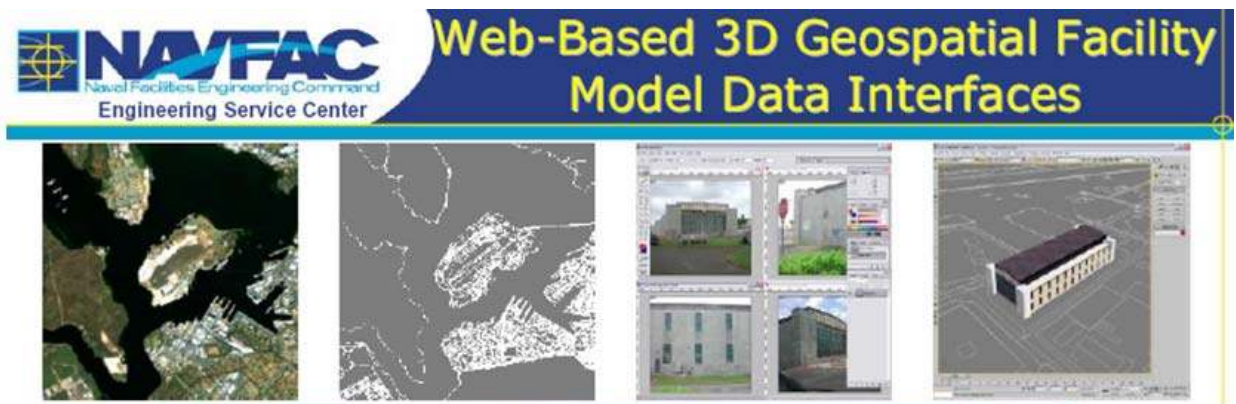 NAVFAC
Naval Facilities Engineering Command
Engineering Service Center
Web-Based 3D Geospatial Facility
Model Data Interfaces